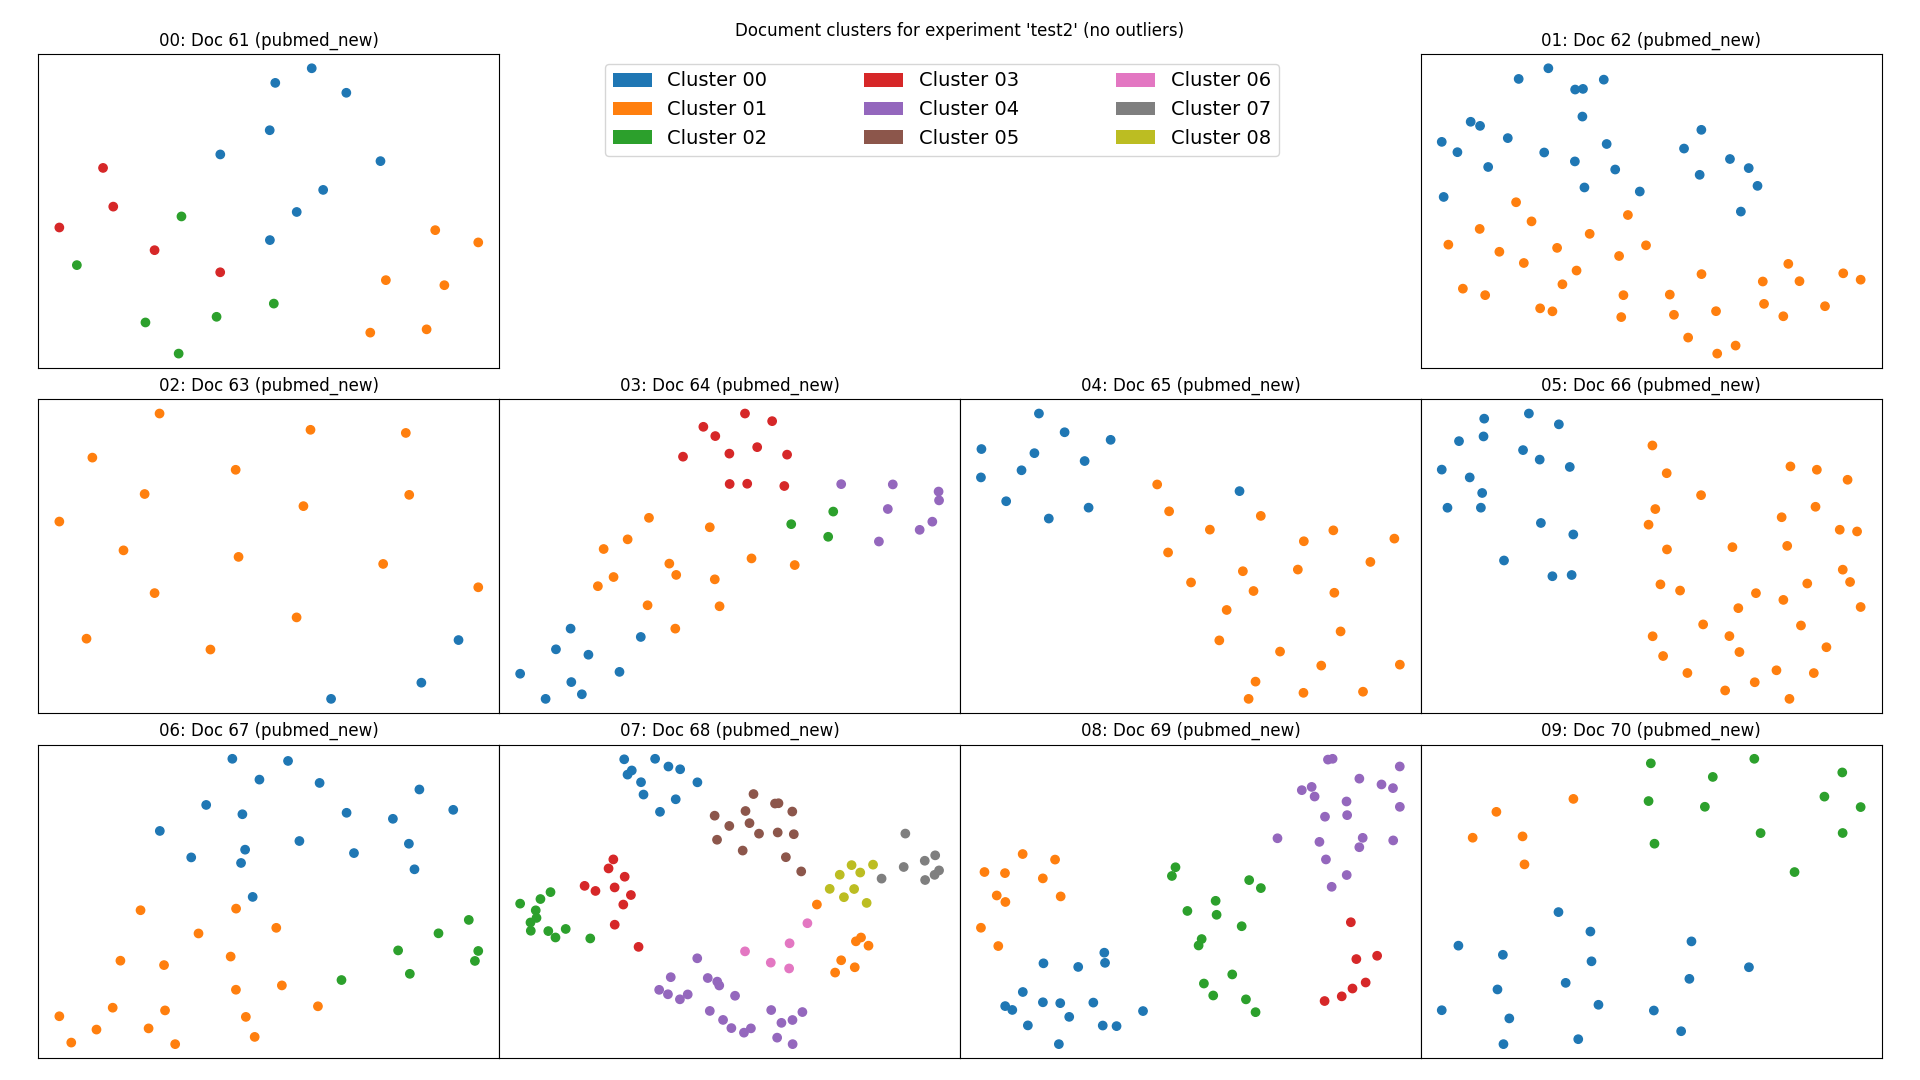 Document clusters for experiment 'test2' (no outliers)
00: Doc 61 (pubmed_new)
01: Doc 62 (pubmed_new)
Cluster 00
Cluster 01
Cluster 02
Cluster 03
Cluster 04
Cluster 05
Cluster 06
Cluster 07
Cluster 08
02: Doc 63 (pubmed_new)
03: Doc 64 (pubmed_new)
04: Doc 65 (pubmed_new)
05: Doc 66 (pubmed_new)
06: Doc 67 (pubmed_new)
07: Doc 68 (pubmed_new)
08: Doc 69 (pubmed_new)
09: Doc 70 (pubmed_new)